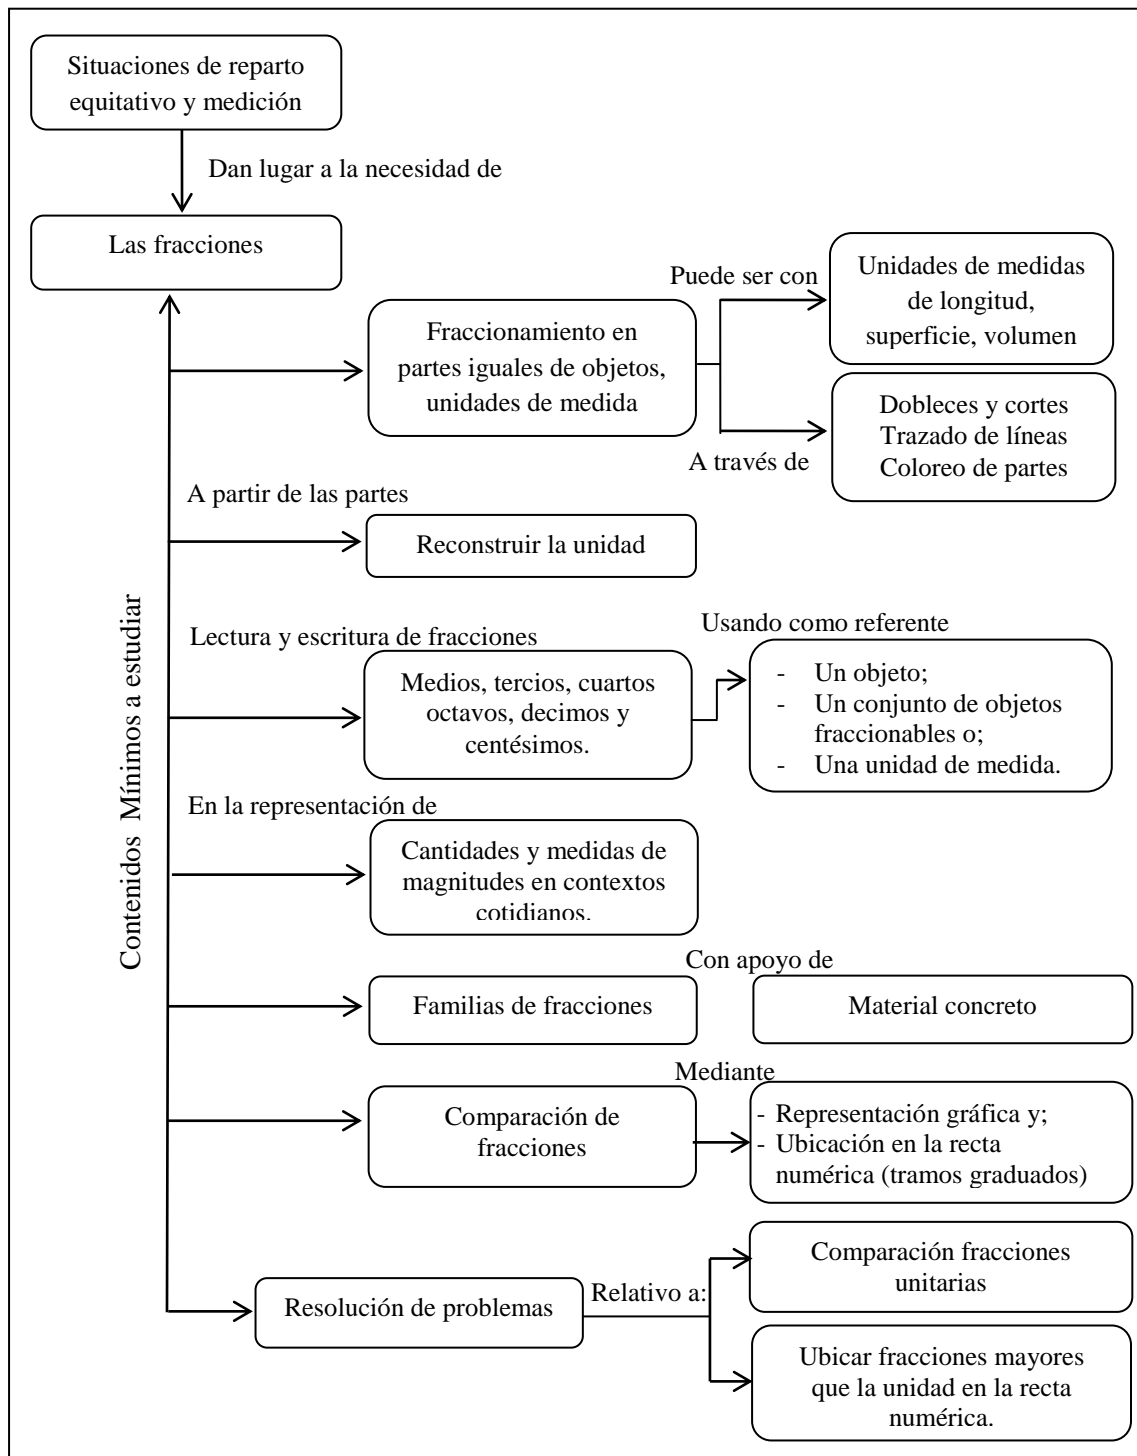 Situaciones de reparto
equitativo y medición
Dan lugar a la necesidad de
Las fracciones
Puede ser con
Unidades de medidas
de longitud,
superficie, volumen
Fraccionamiento en
partes iguales de objetos,
unidades de medida
Dobleces y cortes
Trazado de líneas
Coloreo de partes
A través de
A partir de las partes
Reconstruir la unidad
Contenidos Mínimos a estudiar
Lectura y escritura de fracciones
Usando como referente
Medios, tercios, cuartos
octavos, decimos y
centésimos.
- Un objeto;
- Un conjunto de objetos
fraccionables o;
- Una unidad de medida.
En la representación de
Cantidades y medidas de
magnitudes en contextos
cotidianos.
Con apoyo de
Familias de fracciones
Material concreto
Mediante
Comparación de
fracciones
- Representación gráfica y;
- Ubicación en la recta
numérica (tramos graduados)
Resolución de problemas
Relativo a:
Comparación fracciones
unitarias
Ubicar fracciones mayores
que la unidad en la recta
numérica.